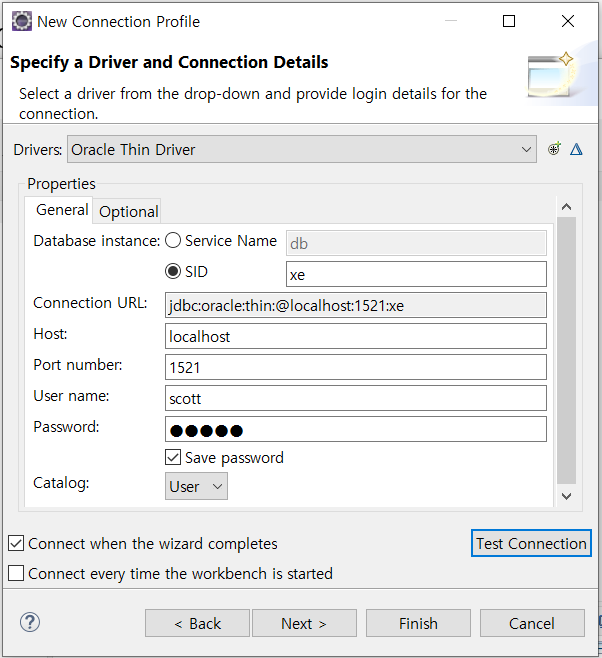 New Connection Profile
Specify a Driver and Connection Details
Select a driver from the drop-down and provide login details for the
connection.
Drivers: Oracle Thin Driver
Properties
General Optional
Database instance: Service Name db
SID xe
Connection URL: jdbc:oracle:thin:@localhost:1521:xe
Host: localhost
Port number: 1521
User name: scott
Password: ●●●●●
Save password
Catalog: User
Connect when the wizard completes Test Connection
Connect every time the workbench is started
? < Back Next > Finish Cancel